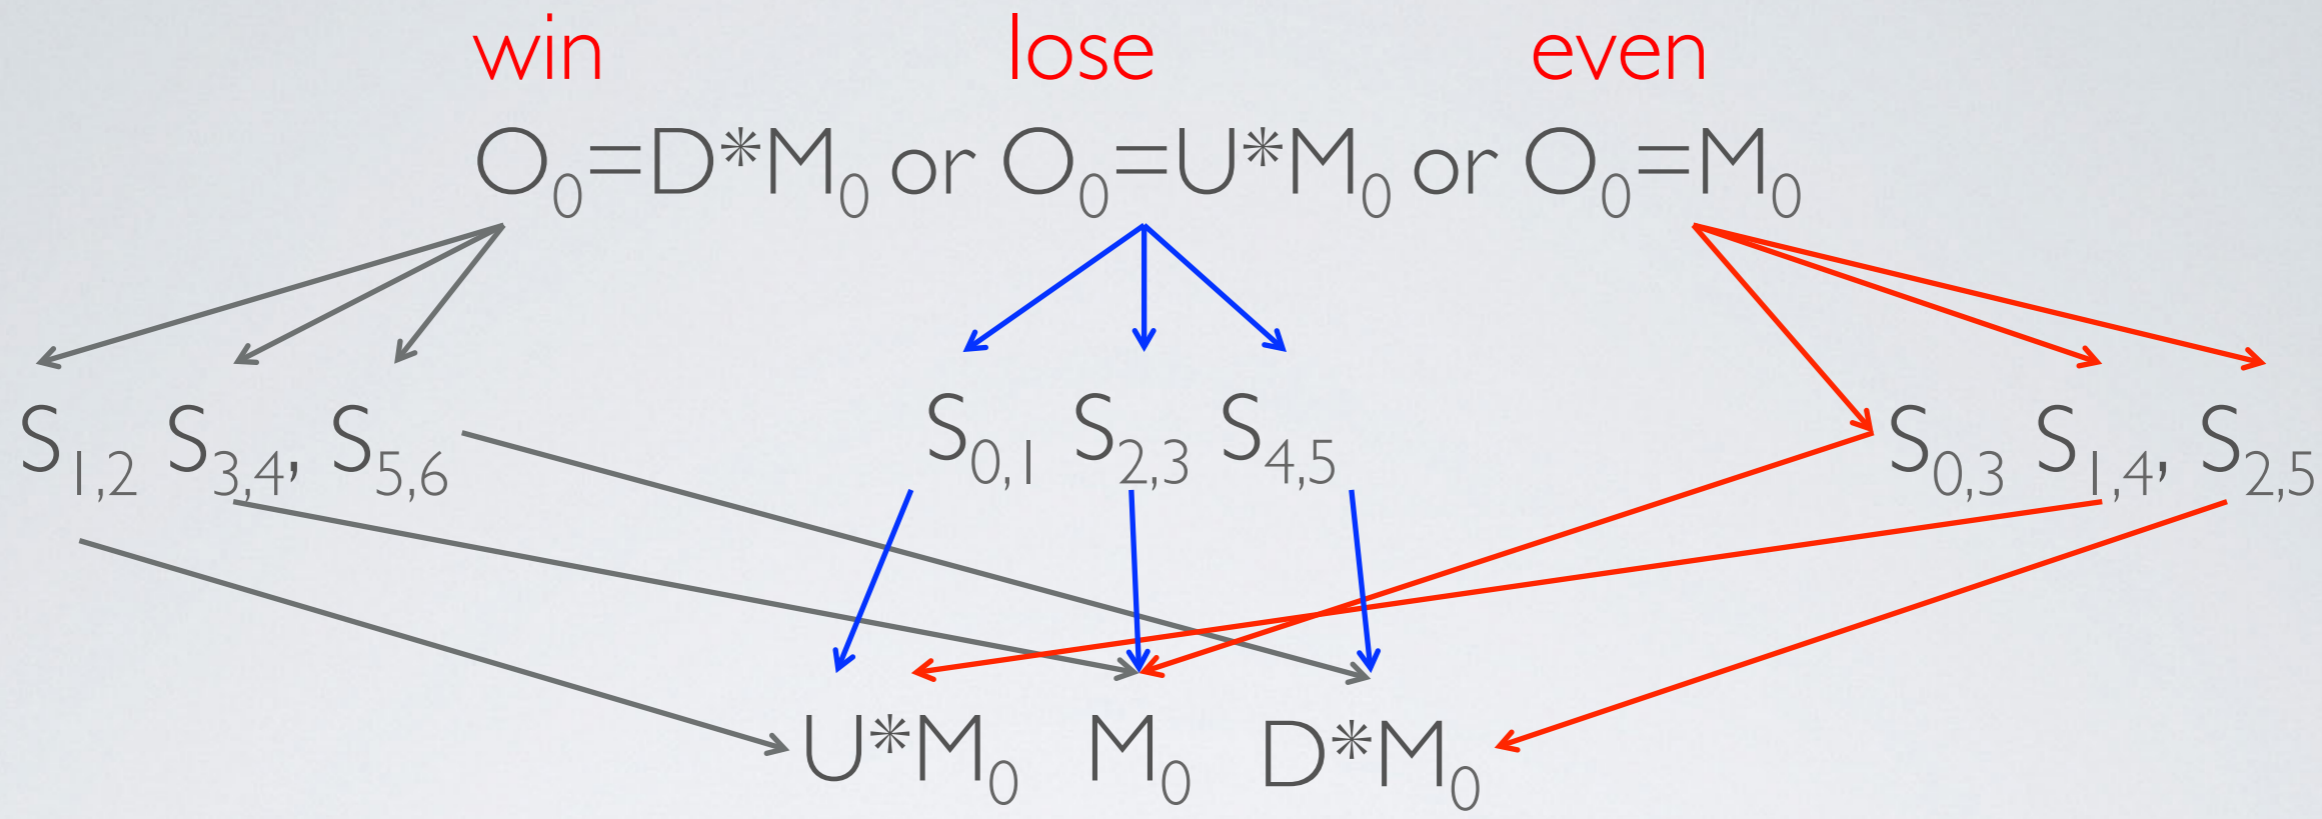 win lose even
O₀=D*M₀ or O₀=U*M₀ or O₀=M₀
S₁,₂ S₃,₄, S₅,₆ S₀,₁ S₂,₃ S₄,₅ S₀,₃ S₁,₄, S₂,₅
U*M₀ M₀ D*M₀